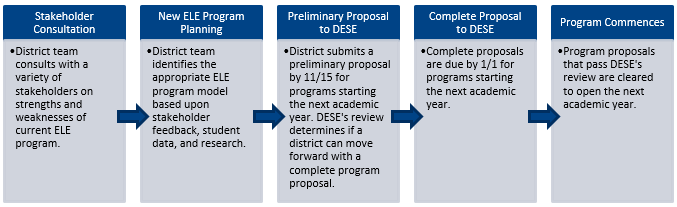 Stakeholder
Consultation
•District team
consults with a
variety of
stakeholders on
strengths and
weaknesses of
current ELE
program.
New ELE Program
Planning
•District team
identifies the
appropriate ELE
program model
based upon
stakeholder
feedback, student
data, and research.
Preliminary Proposal
to DESE
•District submits a
preliminary proposal
by 11/15 for
programs starting
the next academic
year. DESE's review
determines if a
district can move
forward with a
complete program
proposal.
Complete Proposal
to DESE
•Complete proposals
are due by 1/1 for
programs starting
the next academic
year.
Program Commences
•Program proposals
that pass DESE's
review are cleared
to open the next
academic year.